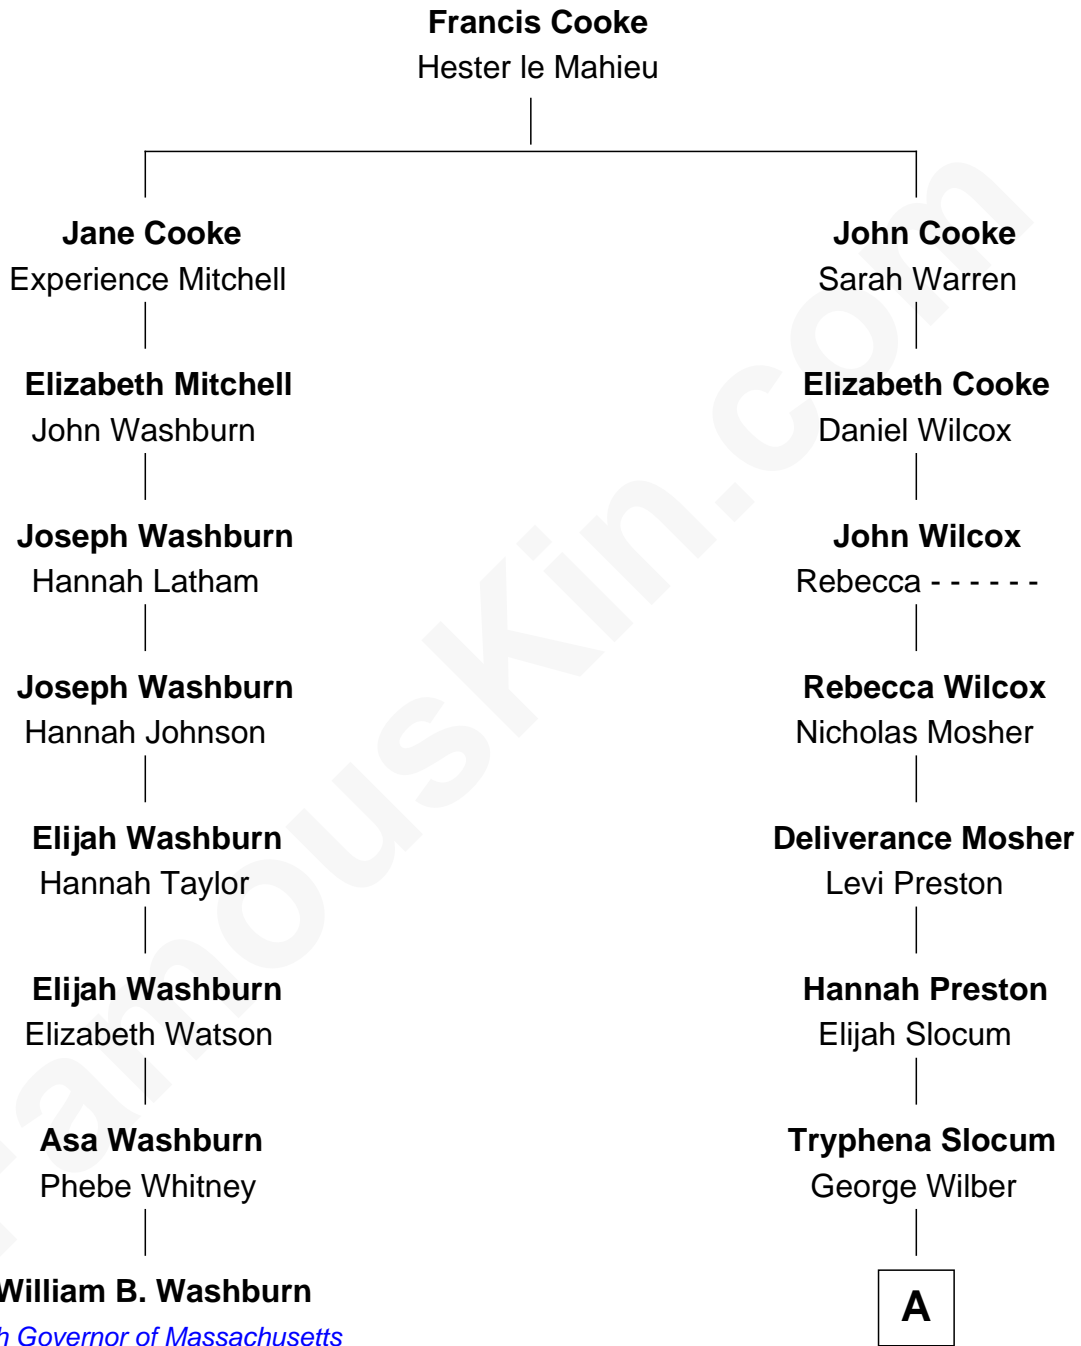 Francis Cooke
Hester le Mahieu
Jane Cooke
Experience Mitchell
John Cooke
Sarah Warren
Elizabeth Mitchell
John Washburn
Elizabeth Cooke
Daniel Wilcox
Joseph Washburn
Hannah Latham
John Wilcox
Rebecca - - - - - -
Joseph Washburn
Hannah Johnson
Rebecca Wilcox
Nicholas Mosher
Elijah Washburn
Hannah Taylor
Deliverance Mosher
Levi Preston
Elijah Washburn
Elizabeth Watson
Hannah Preston
Elijah Slocum
Asa Washburn
Phebe Whitney
Tryphena Slocum
George Wilber
William B. Washburn
Governor of Massachusetts
A
FamousKin.com